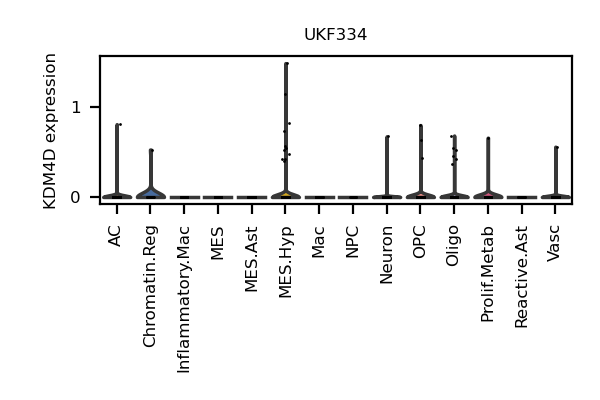 UKF334
KDM4D expression
1
0
AC
Chromatin.Reg
Inflammatory.Mac
MES
MES.Ast
MES.Hyp
Mac
NPC
Neuron
OPC
Oligo
Prolif.Metab
Reactive.Ast
Vasc